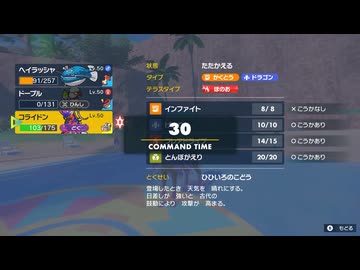 ヘイラッシャ Lv.50
91/257
ドーブル Lv.50
0/131 ひんし
コライドン Lv.50
103/175 どく
状態 たたかえる
タイプ かくとう ドラゴン
テラスタイプ ほのお
インファイト 8/8 ×こうかなし
10/10 ○こうかあり
14/15 ○こうかあり
とんぼがえり 20/20 ○こうかあり
30
COMMAND TIME
とくせい ひひいろのこどう
登場したとき 天気を 晴れにする。
日差しが 強いと 古代の
鼓動により 攻撃が 高まる。
もどる